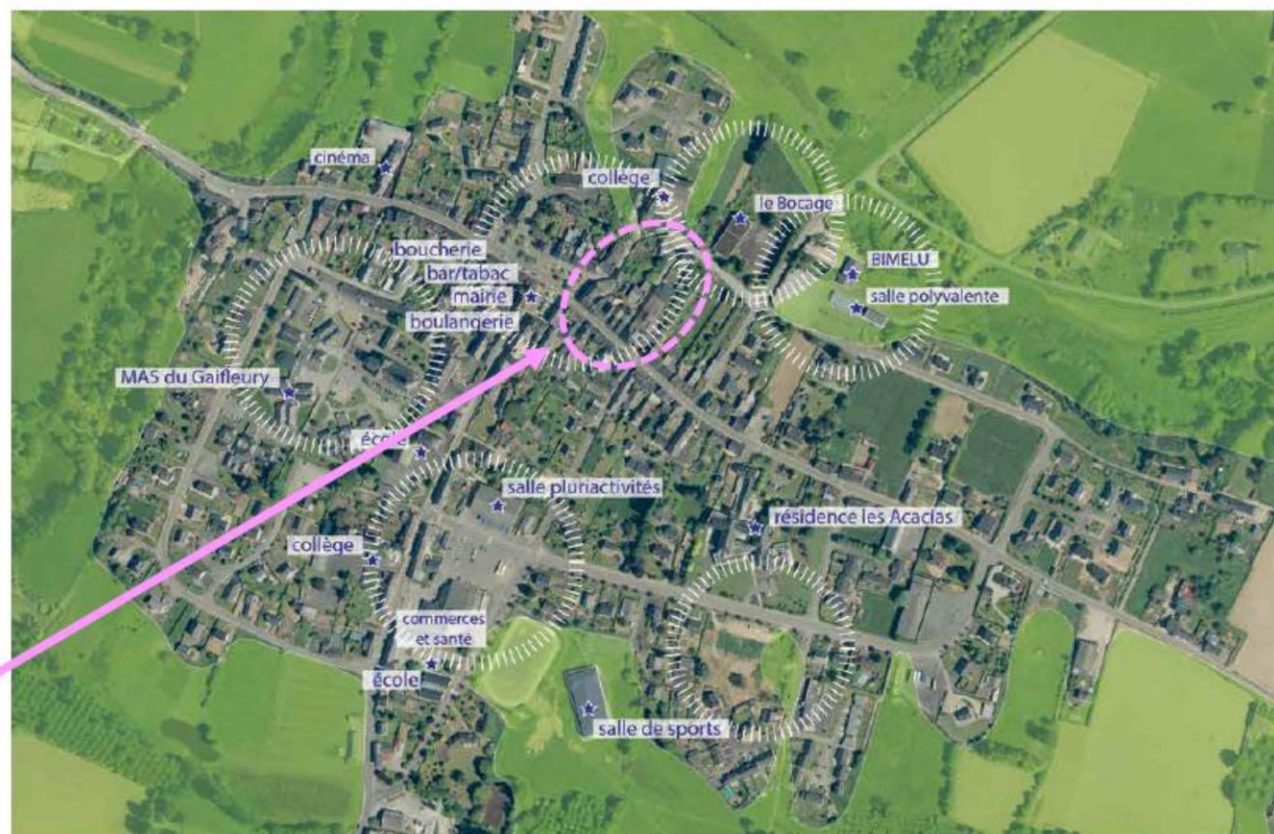 cinéma
collège
le Bocage
boucherie
bar/tabac
mairie
boulangerie
BIMELU
salle polyvalente
MAS du Gaifleury
école
salle pluriactivités
résidence les Acacias
collège
commerces
et santé
école
salle de sports